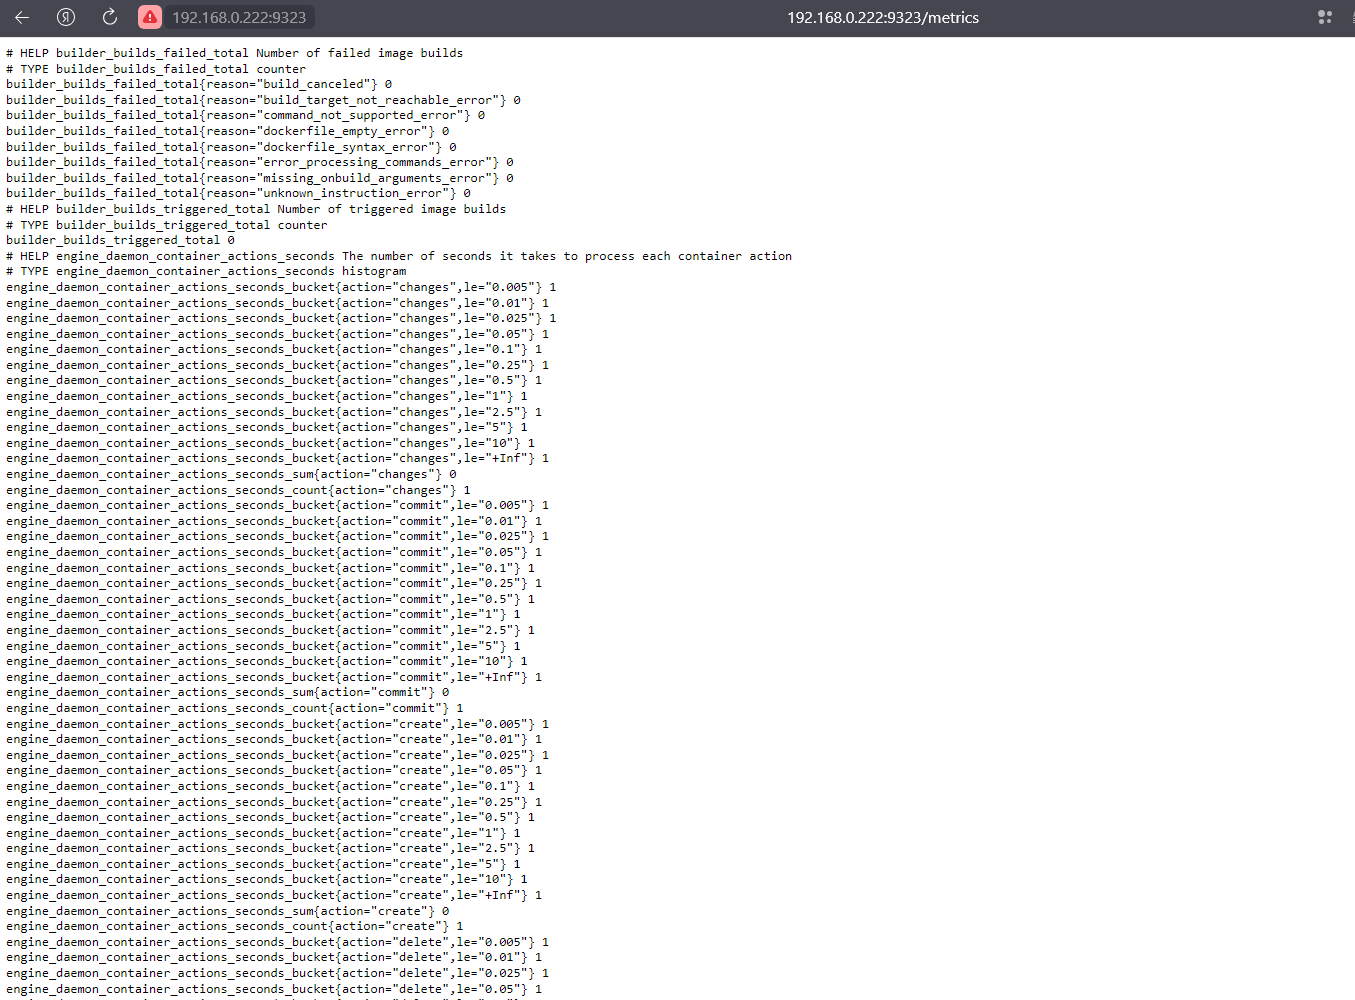 192.168.0.222:9323 192.168.0.222:9323/metrics
# HELP builder_builds_failed_total Number of failed image builds
# TYPE builder_builds_failed_total counter
builder_builds_failed_total{reason="build_canceled"} 0
builder_builds_failed_total{reason="build_target_not_reachable_error"} 0
builder_builds_failed_total{reason="command_not_supported_error"} 0
builder_builds_failed_total{reason="dockerfile_empty_error"} 0
builder_builds_failed_total{reason="dockerfile_syntax_error"} 0
builder_builds_failed_total{reason="error_processing_commands_error"} 0
builder_builds_failed_total{reason="missing_onbuild_arguments_error"} 0
builder_builds_failed_total{reason="unknown_instruction_error"} 0
# HELP builder_builds_triggered_total Number of triggered image builds
# TYPE builder_builds_triggered_total counter
builder_builds_triggered_total 0
# HELP engine_daemon_container_actions_seconds The number of seconds it takes to process each container action
# TYPE engine_daemon_container_actions_seconds histogram
engine_daemon_container_actions_seconds_bucket{action="changes",le="0.005"} 1
engine_daemon_container_actions_seconds_bucket{action="changes",le="0.01"} 1
engine_daemon_container_actions_seconds_bucket{action="changes",le="0.025"} 1
engine_daemon_container_actions_seconds_bucket{action="changes",le="0.05"} 1
engine_daemon_container_actions_seconds_bucket{action="changes",le="0.1"} 1
engine_daemon_container_actions_seconds_bucket{action="changes",le="0.25"} 1
engine_daemon_container_actions_seconds_bucket{action="changes",le="0.5"} 1
engine_daemon_container_actions_seconds_bucket{action="changes",le="1"} 1
engine_daemon_container_actions_seconds_bucket{action="changes",le="2.5"} 1
engine_daemon_container_actions_seconds_bucket{action="changes",le="5"} 1
engine_daemon_container_actions_seconds_bucket{action="changes",le="10"} 1
engine_daemon_container_actions_seconds_bucket{action="changes",le="+Inf"} 1
engine_daemon_container_actions_seconds_sum{action="changes"} 0
engine_daemon_container_actions_seconds_count{action="changes"} 1
engine_daemon_container_actions_seconds_bucket{action="commit",le="0.005"} 1
engine_daemon_container_actions_seconds_bucket{action="commit",le="0.01"} 1
engine_daemon_container_actions_seconds_bucket{action="commit",le="0.025"} 1
engine_daemon_container_actions_seconds_bucket{action="commit",le="0.05"} 1
engine_daemon_container_actions_seconds_bucket{action="commit",le="0.1"} 1
engine_daemon_container_actions_seconds_bucket{action="commit",le="0.25"} 1
engine_daemon_container_actions_seconds_bucket{action="commit",le="0.5"} 1
engine_daemon_container_actions_seconds_bucket{action="commit",le="1"} 1
engine_daemon_container_actions_seconds_bucket{action="commit",le="2.5"} 1
engine_daemon_container_actions_seconds_bucket{action="commit",le="5"} 1
engine_daemon_container_actions_seconds_bucket{action="commit",le="10"} 1
engine_daemon_container_actions_seconds_bucket{action="commit",le="+Inf"} 1
engine_daemon_container_actions_seconds_sum{action="commit"} 0
engine_daemon_container_actions_seconds_count{action="commit"} 1
engine_daemon_container_actions_seconds_bucket{action="create",le="0.005"} 1
engine_daemon_container_actions_seconds_bucket{action="create",le="0.01"} 1
engine_daemon_container_actions_seconds_bucket{action="create",le="0.025"} 1
engine_daemon_container_actions_seconds_bucket{action="create",le="0.05"} 1
engine_daemon_container_actions_seconds_bucket{action="create",le="0.1"} 1
engine_daemon_container_actions_seconds_bucket{action="create",le="0.25"} 1
engine_daemon_container_actions_seconds_bucket{action="create",le="0.5"} 1
engine_daemon_container_actions_seconds_bucket{action="create",le="1"} 1
engine_daemon_container_actions_seconds_bucket{action="create",le="2.5"} 1
engine_daemon_container_actions_seconds_bucket{action="create",le="5"} 1
engine_daemon_container_actions_seconds_bucket{action="create",le="10"} 1
engine_daemon_container_actions_seconds_bucket{action="create",le="+Inf"} 1
engine_daemon_container_actions_seconds_sum{action="create"} 0
engine_daemon_container_actions_seconds_count{action="create"} 1
engine_daemon_container_actions_seconds_bucket{action="delete",le="0.005"} 1
engine_daemon_container_actions_seconds_bucket{action="delete",le="0.01"} 1
engine_daemon_container_actions_seconds_bucket{action="delete",le="0.025"} 1
engine_daemon_container_actions_seconds_bucket{action="delete",le="0.05"} 1